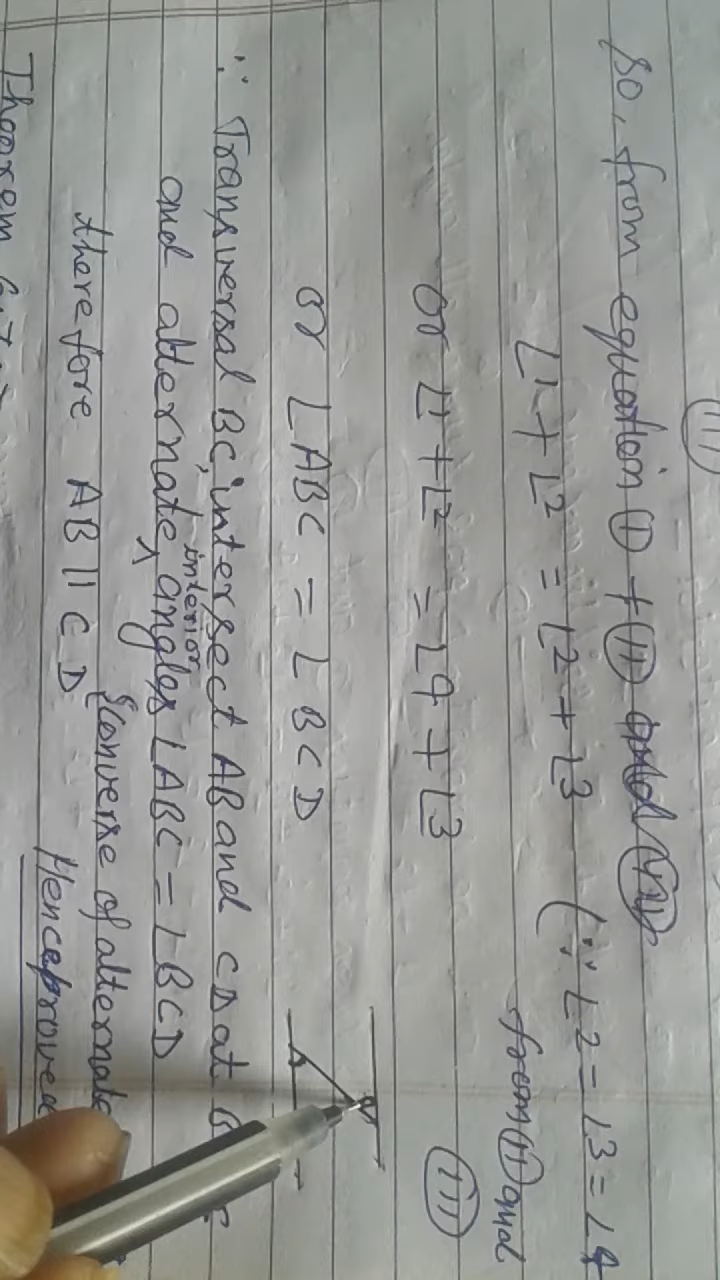 (III)
so, from equation (I) + (II)
∠1 + ∠2 = ∠2 + ∠3 (∵ ∠2 = ∠3 = ∠4
from (II) and
or ∠1 + ∠2 = ∠4 + ∠3 (III)
or ∠ABC = ∠BCD
∵ Transversal BC, intersect AB and CD at
and alternate interior angles ∠ABC = ∠BCD
therefore AB || CD {converse of alternate
Hence proved
Theorem